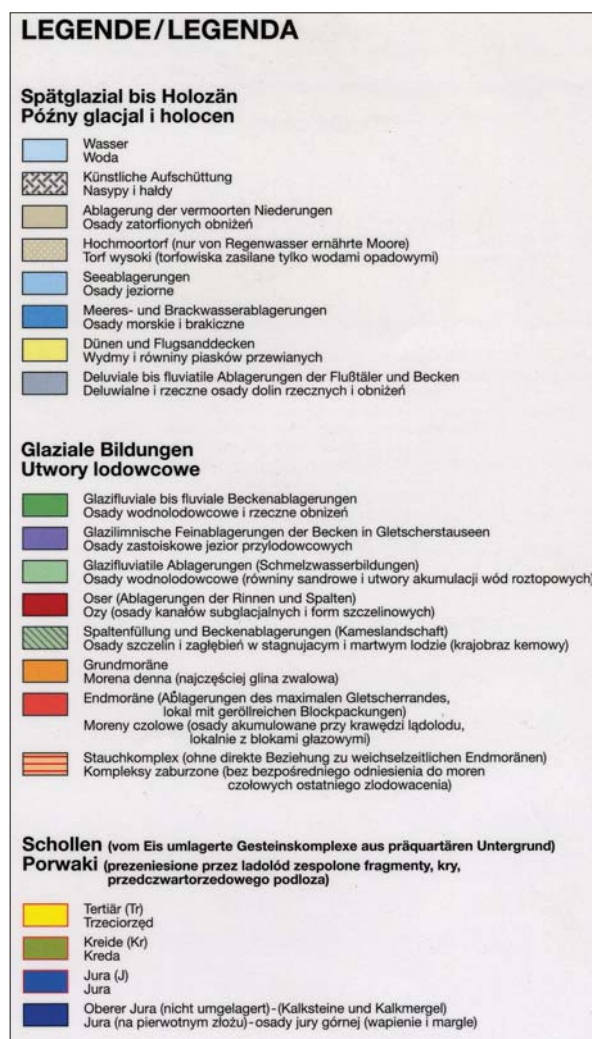 LEGENDE/LEGENDA
Spätglazial bis Holozän
Późny glacjal i holocen
Wasser
Woda
Künstliche Aufschüttung
Nasypy i hałdy
Ablagerung der vermoorten Niederungen
Osady zatorfionych obniżeń
Hochmoortorf (nur von Regenwasser ernährte Moore)
Torf wysoki (torfowiska zasilane tylko wodami opadowymi)
Seeablagerungen
Osady jeziorne
Meeres- und Brackwasserablagerungen
Osady morskie i brakiczne
Dünen und Flugsanddecken
Wydmy i równiny piasków przewianych
Deluviale bis fluviatile Ablagerungen der Flußtäler und Becken
Deluwialne i rzeczne osady dolin rzecznych i obniżeń
Glaziale Bildungen
Utwory lodowcowe
Glazifluviale bis fluviale Beckenablagerungen
Osady wodnolodowcowe i rzeczne obnizeń
Glazilimnische Feinablagerungen der Becken in Gletscherstauseen
Osady zastoiskowe jezior przylodowcowych
Glazifluviatile Ablagerungen (Schmelzwasserbildungen)
Osady wodnolodowcowe (równiny sandrowe i utwory akumulacji wód roztopowych)
Oser (Ablagerungen der Rinnen und Spalten)
Ozy (osady kanałów subglacjalnych i form szczelinowych)
Spaltenfüllung und Beckenablagerungen (Kameslandschaft)
Osady szczelin i zagłębień w stagnujacym i martwym lodzie (krajobraz kemowy)
Grundmoräne
Morena denna (najczęściej glina zwalowa)
Endmoräne (Ablagerungen des maximalen Gletscherrandes,
lokal mit geröllreichen Blockpackungen)
Moreny czolowe (osady akumulowane przy krawędzi lądolodu,
lokalnie z blokami głazowymi)
Stauchkomplex (ohne direkte Beziehung zu weichselzeitlichen Endmoränen)
Kompleksy zaburzone (bez bezpośredniego odniesienia do moren
czołowych ostatniego zlodowacenia)
Schollen (vom Eis umlagerte Gesteinskomplexe aus präquartären Untergrund)
Porwaki (prezeniesione przez ladolód zespolone fragmenty, kry,
przedczwartorzedowego podloza)
Tertiär (Tr)
Trzeciorzęd
Kreide (Kr)
Kreda
Jura (J)
Jura
Oberer Jura (nicht umgelagert)-(Kalksteine und Kalkmergel)
Jura (na pierwotnym złożu)-osady jury górnej (wapienie i margle)